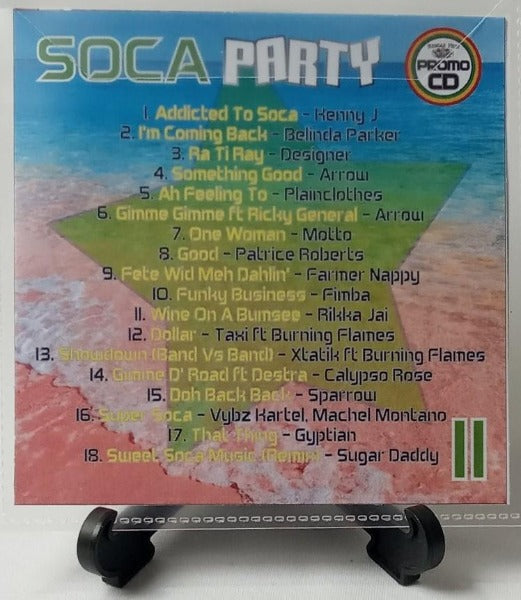 SOCA PARTY
PROMO
CD
1. Addicted To Soca - Kenny J
2. I'm Coming Back - Belinda Parker
3. Ra Ti Ray - Designer
4. Something Good - Arrow
5. Ah Feeling To - Plainclothes
6. Gimme Gimme ft Ricky General - Arrow
7. One Woman - Motto
8. Good - Patrice Roberts
9. Fete Wid Meh Dahlin' - Farmer Nappy
10. Funky Business - Fimba
11. Wine On A Bumsee - Rikka Jai
12. Dollar - Taxi ft Burning Flames
13. Showdown (Band Vs Band) - Xtatik ft Burning Flames
14. Gimme D' Road ft Destra - Calypso Rose
15. Doh Back Back - Sparrow
16. Super Soca - Vybz Kartel, Machel Montano
17. That Thing - Gyptian
18. Sweet Soca Music (Remix) - Sugar Daddy
11